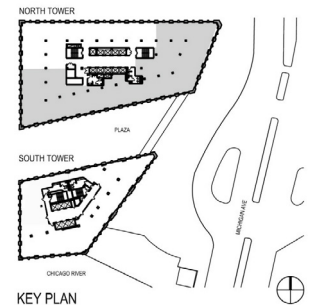 NORTH TOWER
PLAZA
SOUTH TOWER
MICHIGAN AVE
CHICAGO RIVER
KEY PLAN